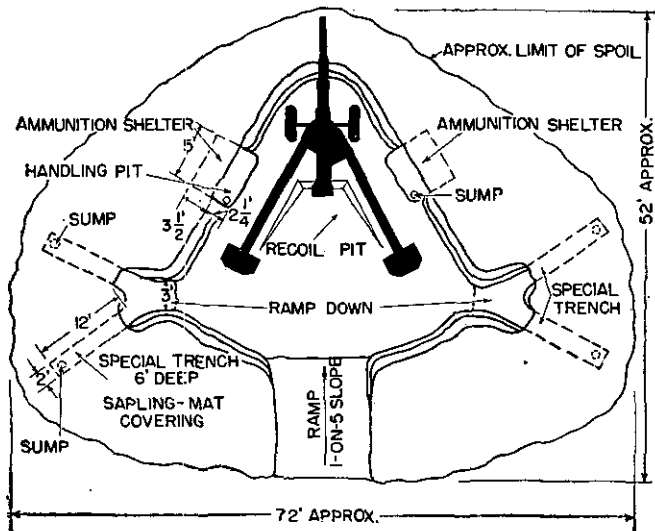 APPROX. LIMIT OF SPOIL
AMMUNITION SHELTER
AMMUNITION SHELTER
15'
HANDLING PIT
SUMP
1'
2 1/4
3 1/2'
SUMP
RECOIL PIT
52' APPROX.
3'
RAMP DOWN
SPECIAL
TRENCH
12'
SPECIAL TRENCH
6' DEEP
2'
SAPLING-MAT
COVERING
RAMP
1-ON-5 SLOPE
SUMP
72' APPROX.